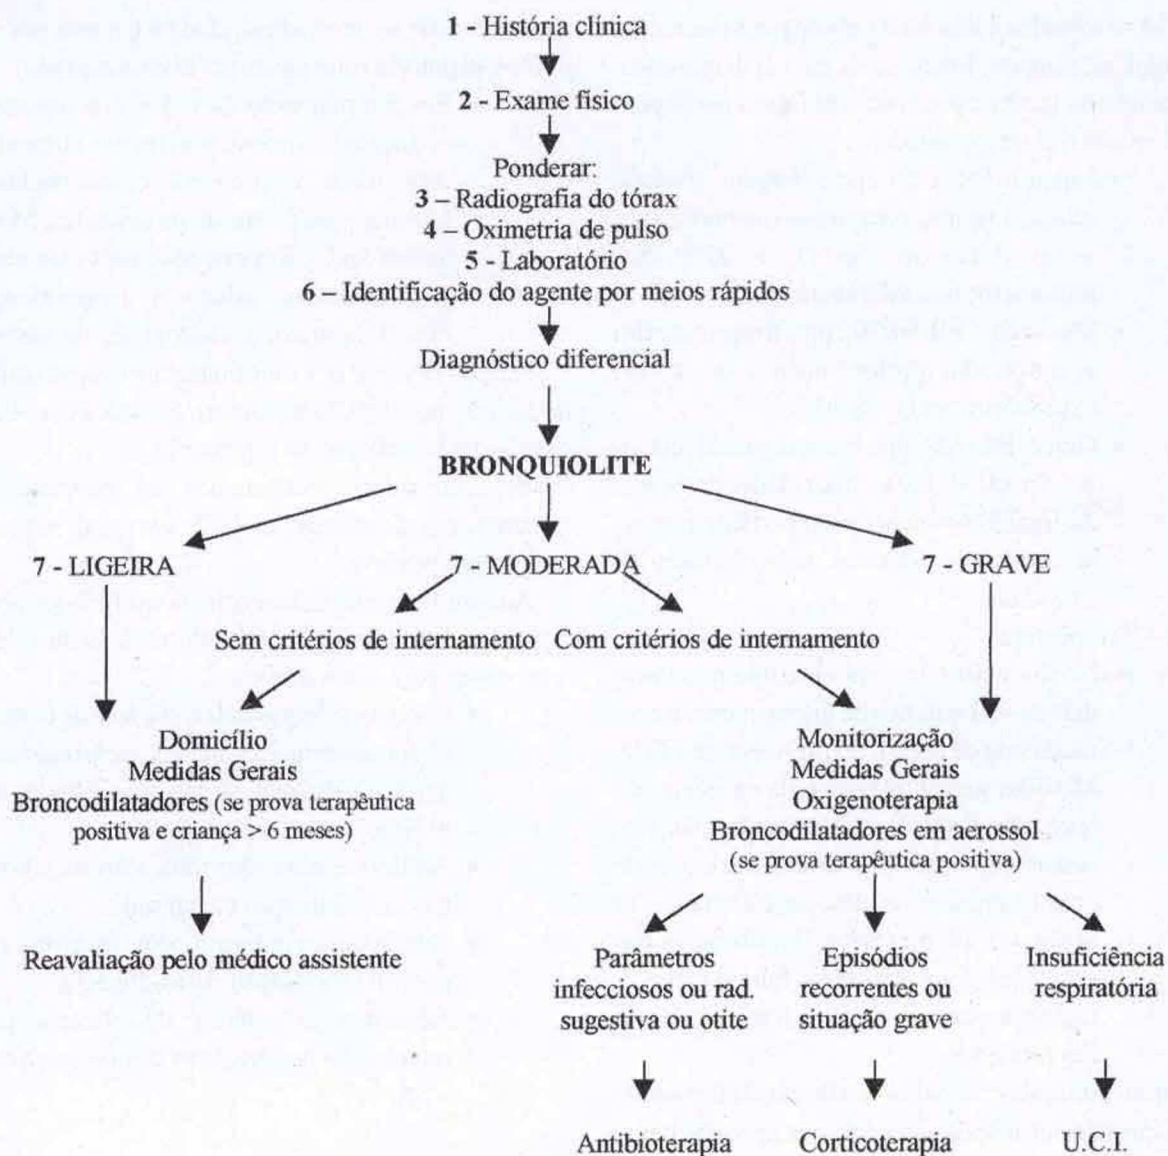 1 - História clínica
2 - Exame físico
Ponderar:
3 – Radiografia do tórax
4 – Oximetria de pulso
5 - Laboratório
6 – Identificação do agente por meios rápidos
Diagnóstico diferencial
BRONQUIOLITE
7 - LIGEIRA
7 - MODERADA
7 - GRAVE
Sem critérios de internamento
Com critérios de internamento
Domicílio
Medidas Gerais
Broncodilatadores (se prova terapêutica
positiva e criança > 6 meses)
Monitorização
Medidas Gerais
Oxigenoterapia
Broncodilatadores em aerossol
(se prova terapêutica positiva)
Reavaliação pelo médico assistente
Parâmetros
infecciosos ou rad.
sugestiva ou otite
Episódios
recorrentes ou
situação grave
Insuficiência
respiratória
Antibioterapia
Corticoterapia
U.C.I.